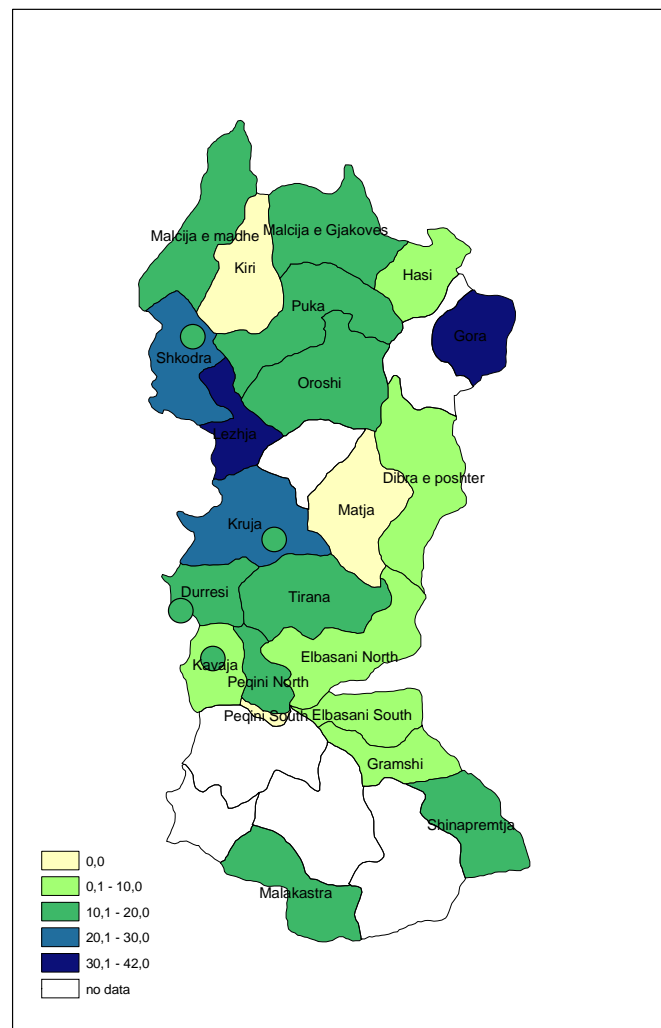 Malcija e madhe
Malcija e Gjakoves
Kiri
Hasi
Puka
Gora
Shkodra
Oroshi
Lezhja
Dibra e poshter
Matja
Kruja
Durresi
Tirana
Elbasani North
Kavaja
Peqini North
Peqini South
Elbasani South
Gramshi
Shinapremtja
Malakastra
0,0
0,1 - 10,0
10,1 - 20,0
20,1 - 30,0
30,1 - 42,0
no data